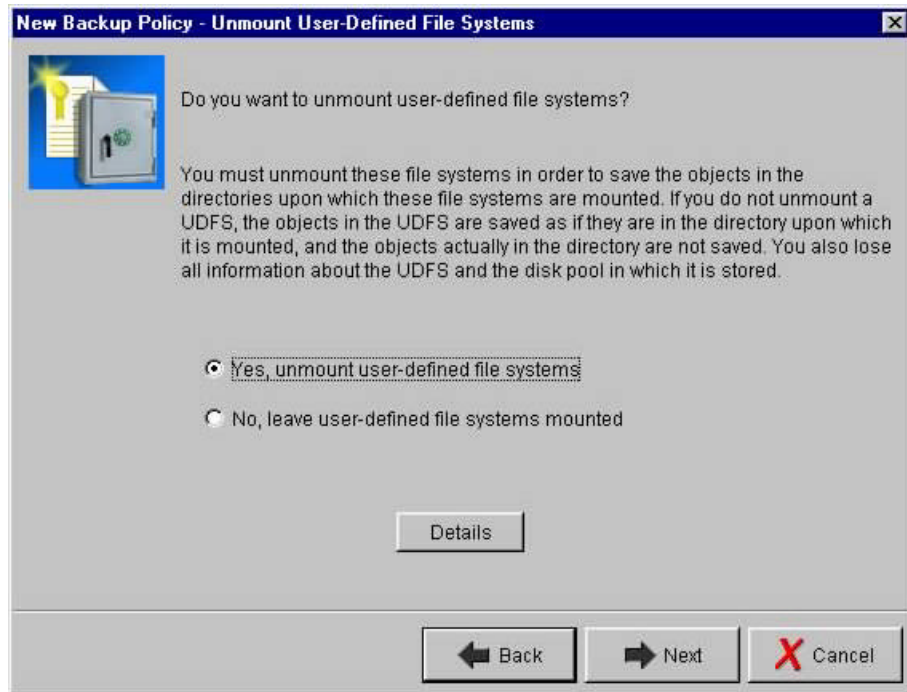 New Backup Policy - Unmount User-Defined File Systems
Do you want to unmount user-defined file systems?
You must unmount these file systems in order to save the objects in the
directories upon which these file systems are mounted. If you do not unmount a
UDFS, the objects in the UDFS are saved as if they are in the directory upon which
it is mounted, and the objects actually in the directory are not saved. You also lose
all information about the UDFS and the disk pool in which it is stored.
Yes, unmount user-defined file systems
No, leave user-defined file systems mounted
Details
Back
Next
Cancel